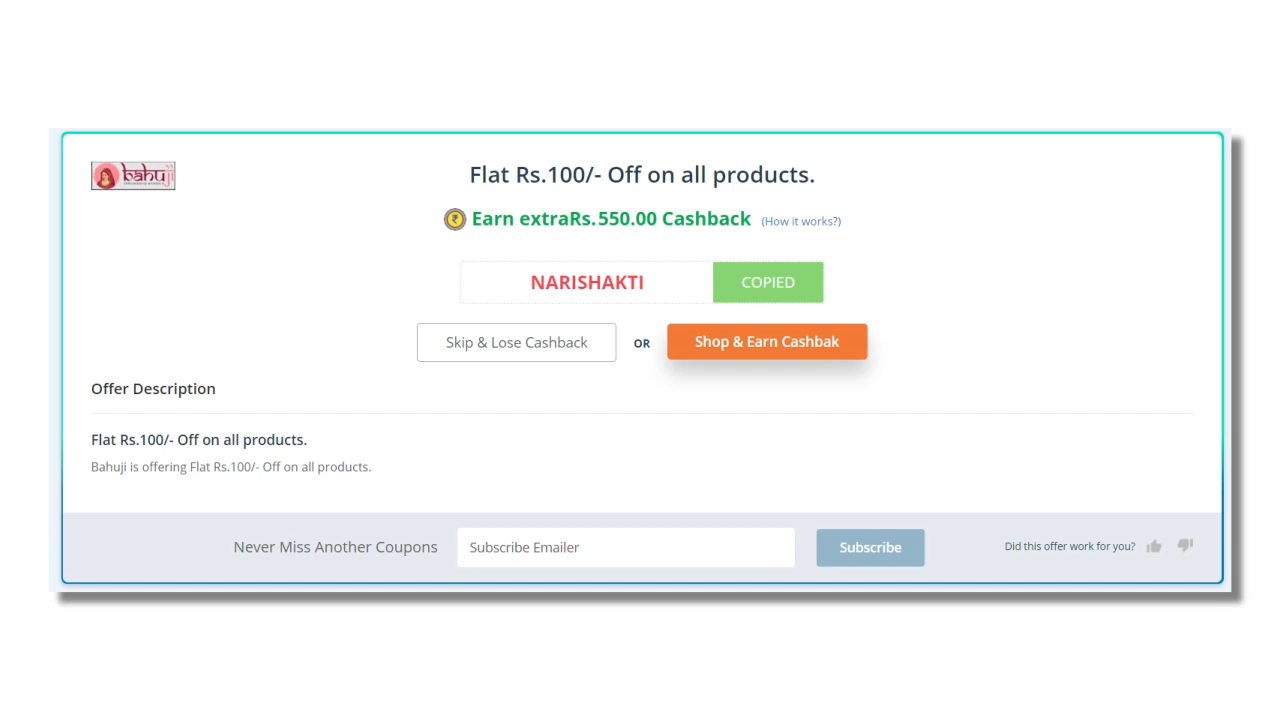 bahuji
Flat Rs.100/- Off on all products.
Earn extraRs.550.00 Cashback (How it works?)
NARISHAKTI COPIED
Skip & Lose Cashback OR Shop & Earn Cashbak
Offer Description
Flat Rs.100/- Off on all products.
Bahuji is offering Flat Rs.100/- Off on all products.
Never Miss Another Coupons Subscribe Emailer Subscribe Did this offer work for you?